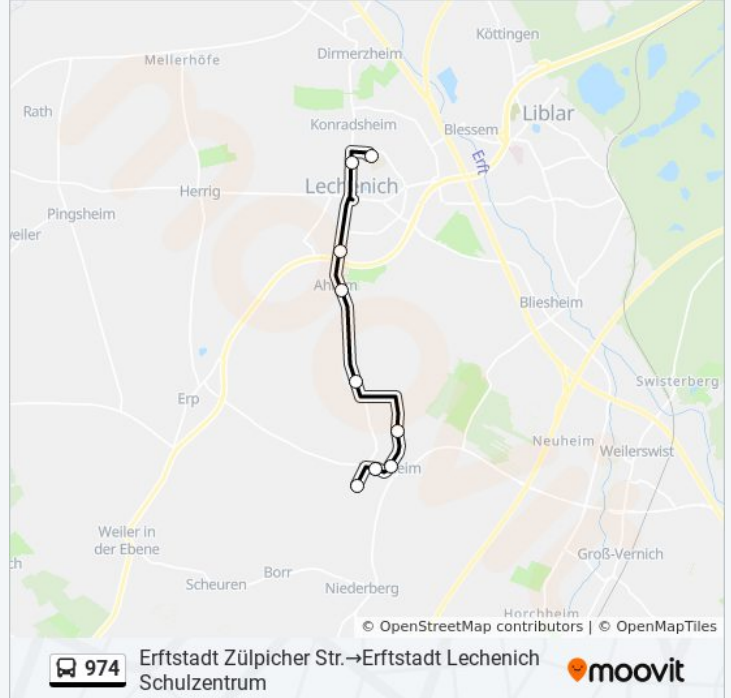 Köttingen
Dirmerzheim
Mellerhöfe
Rath
Liblar
Konradsheim
Blessem
Erft
Lechenich
Herrig
Pingsheim
weiler
moovit
Bliesheim
Swisterberg
Erp
Neuheim
Weilerswist
eim
Weiler in
der Ebene
Groß-Vernich
ch
Borr
Scheuren
Niederberg
Horchheim
© OpenStreetMap contributors | © OpenMapTiles
974
Erftstadt Zülpicher Str.→Erftstadt Lechenich
Schulzentrum
moovit